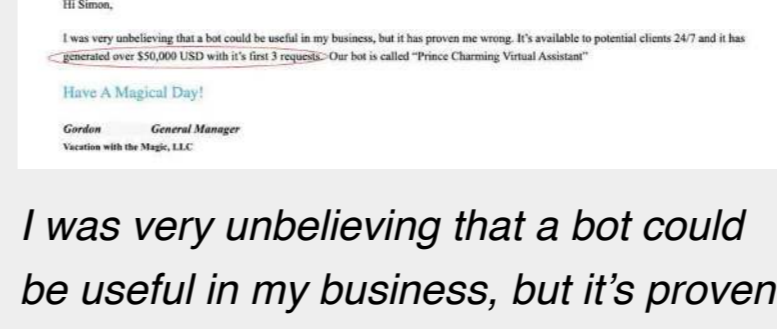 Hi Simon,
I was very unbelieving that a bot could be useful in my business, but it has proven me wrong. It's available to potential clients 24/7 and it has
generated over $50,000 USD with it's first 3 requests. Our bot is called "Prince Charming Virtual Assistant"
Have A Magical Day!
Gordon General Manager
Vacation with the Magic, LLC
I was very unbelieving that a bot could
be useful in my business, but it's proven